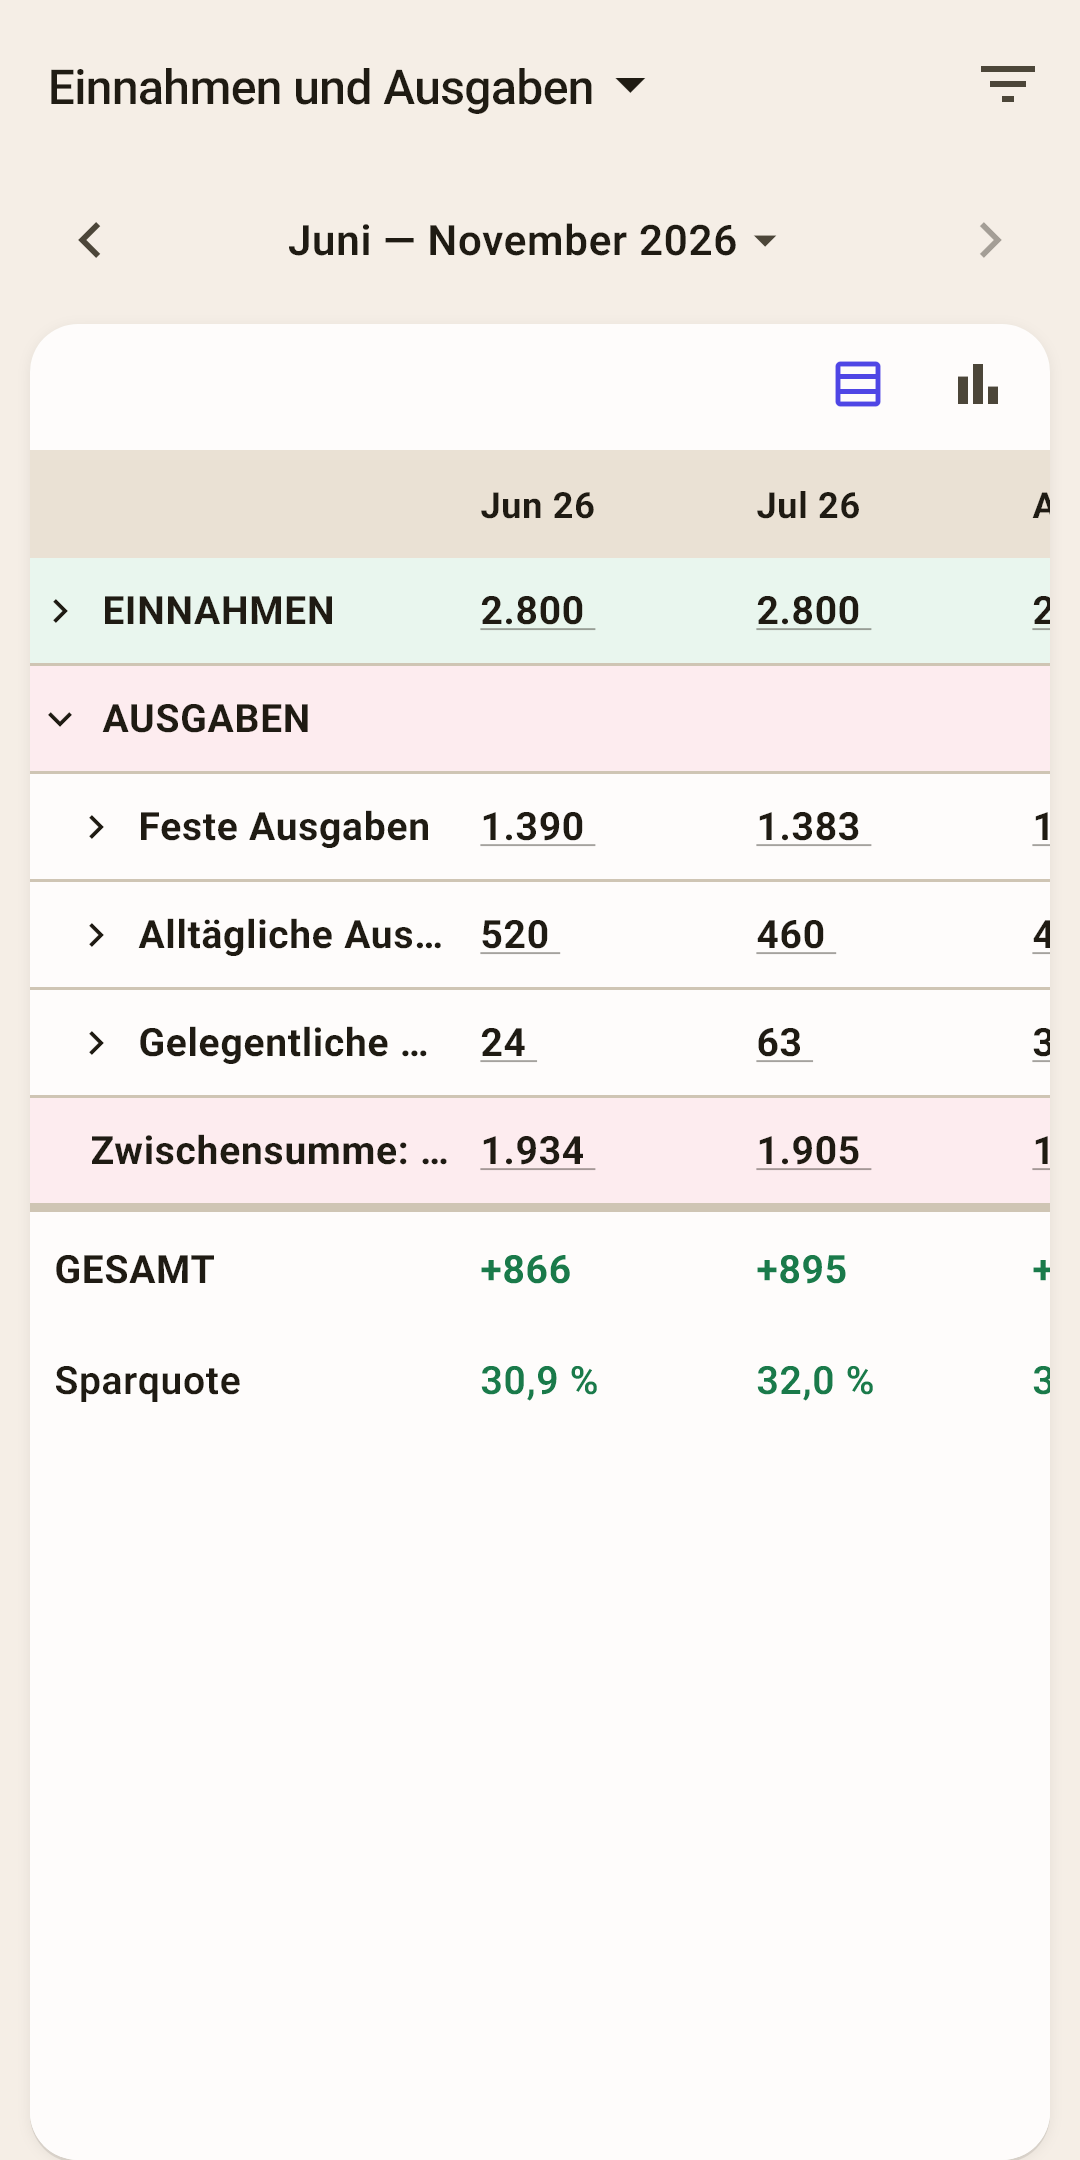 Einnahmen und Ausgaben
Juni — November 2026
Jun 26 Jul 26
EINNAHMEN 2.800 2.800
AUSGABEN
Feste Ausgaben 1.390 1.383
Alltägliche Aus… 520 460
Gelegentliche … 24 63
Zwischensumme: … 1.934 1.905
GESAMT +866 +895
Sparquote 30,9 % 32,0 %